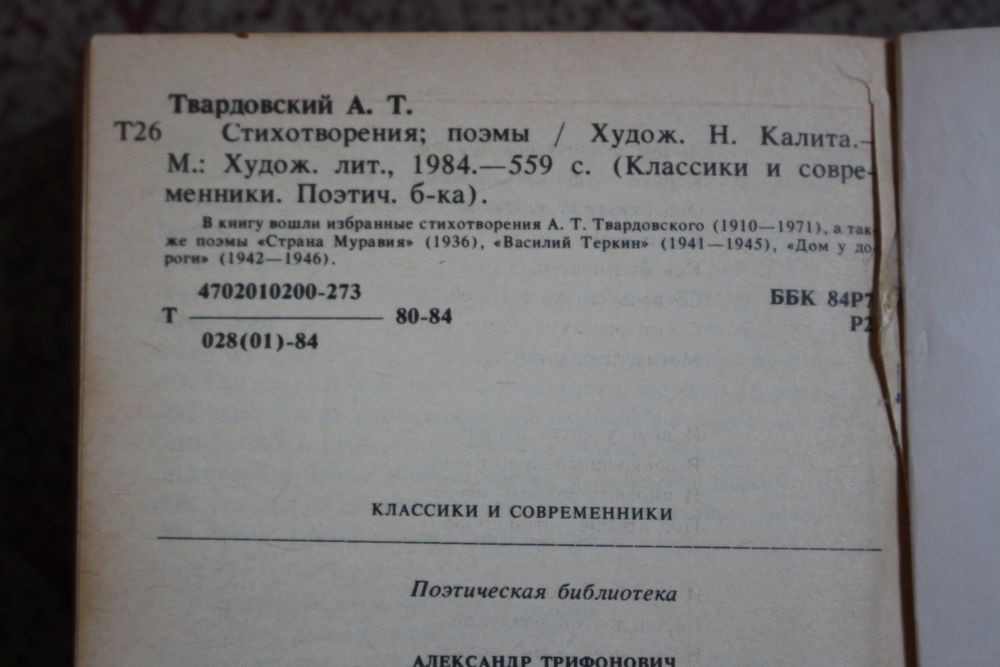 Твардовский А. Т.
Т26 Стихотворения; поэмы / Худож. Н. Калита.—
М.: Худож. лит., 1984.—559 с. (Классики и совре-
менники. Поэтич. б-ка).
В книгу вошли избранные стихотворения А. Т. Твардовского (1910—1971), а так-
же поэмы «Страна Муравия» (1936), «Василий Теркин» (1941—1945), «Дом у до-
роги» (1942—1946).
4702010200-273
Т 80-84
028(01)-84
ББК 84Р7
Р2
КЛАССИКИ И СОВРЕМЕННИКИ
Поэтическая библиотека
АЛЕКСАНДР ТРИФОНОВИЧ